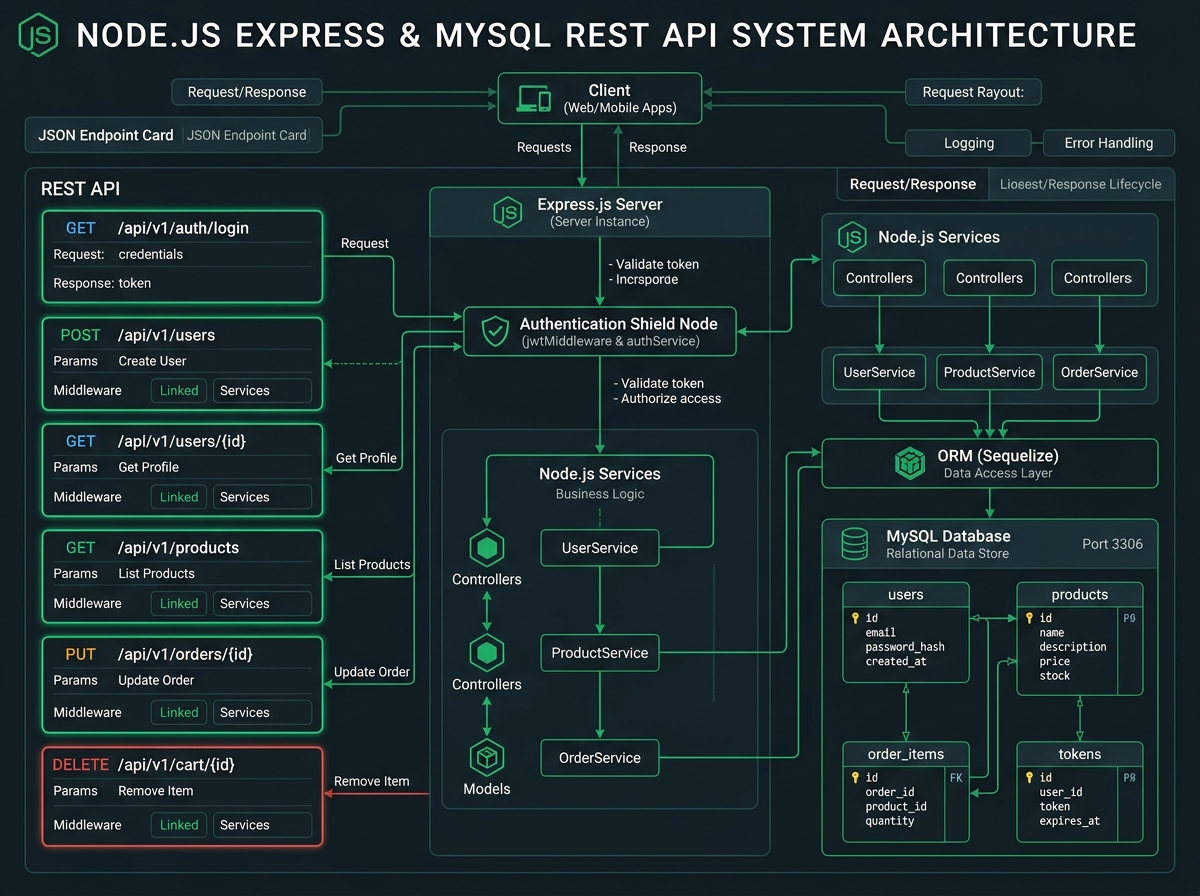 JS
NODE.JS EXPRESS & MYSQL REST API SYSTEM ARCHITECTURE
Request/Response
Client
(Web/Mobile Apps)
Request Rayout:
JSON Endpoint Card
JSON Endpoint Card
Logging
Error Handling
Requests
Response
REST API
GET /api/v1/auth/login
Request: credentials
Response: token
POST /api/v1/users
Params Create User
Middleware Linked Services
GET /api/v1/users/{id}
Params Get Profile
Middleware Linked Services
GET /api/v1/products
Params List Products
Middleware Linked Services
PUT /api/v1/orders/{id}
Params Update Order
Middleware Linked Services
DELETE /api/v1/cart/{id}
Params Remove Item
Middleware Linked Services
Request
Get Profile
List Products
Update Order
Remove Item
JS
Express.js Server
(Server Instance)
- Validate token
- Incrsporde
Authentication Shield Node
(jwtMiddleware & authService)
- Validate token
- Authorize access
Node.js Services
Business Logic
UserService
Controllers
ProductService
Controllers
OrderService
Models
Request/Response
Lioeest/Response Lifecycle
JS
Node.js Services
Controllers
Controllers
Controllers
UserService
ProductService
OrderService
ORM (Sequelize)
Data Access Layer
MySQL Database
Relational Data Store
Port 3306
users
id
email
password_hash
created_at
products
id
name
description
price
stock
order_items
id FK
order_id
product_id
quantity
tokens
id
user_id
token
expires_at